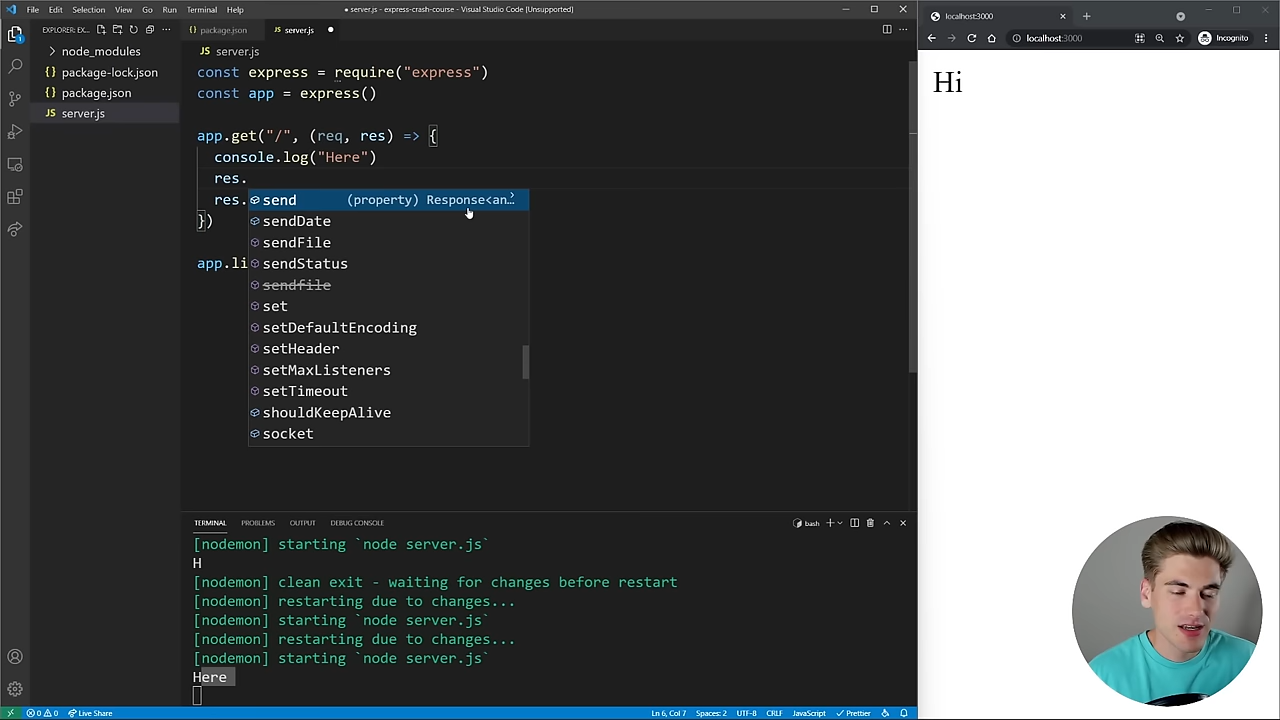 File Edit Selection View Go Run Terminal Help
● server.js - express-crash-course - Visual Studio Code [Unsupported]
EXPLORER: EX...
node_modules
{} package-lock.json
{} package.json
JS server.js
1
{} package.json
JS server.js ●
JS server.js
const express = require("express")
const app = express()
app.get("/", (req, res) => {
console.log("Here")
res.
res.
})
app.li
send (property) Response<an…
sendDate
sendFile
sendStatus
sendfile
set
setDefaultEncoding
setHeader
setMaxListeners
setTimeout
shouldKeepAlive
socket
TERMINAL PROBLEMS OUTPUT DEBUG CONSOLE
bash
[nodemon] starting `node server.js`
H
[nodemon] clean exit - waiting for changes before restart
[nodemon] restarting due to changes...
[nodemon] starting `node server.js`
[nodemon] restarting due to changes...
[nodemon] starting `node server.js`
Here
0 0 Live Share
Ln 6, Col 7 Spaces: 2 UTF-8 CRLF JavaScript Prettier
localhost:3000
localhost:3000
Incognito
Hi